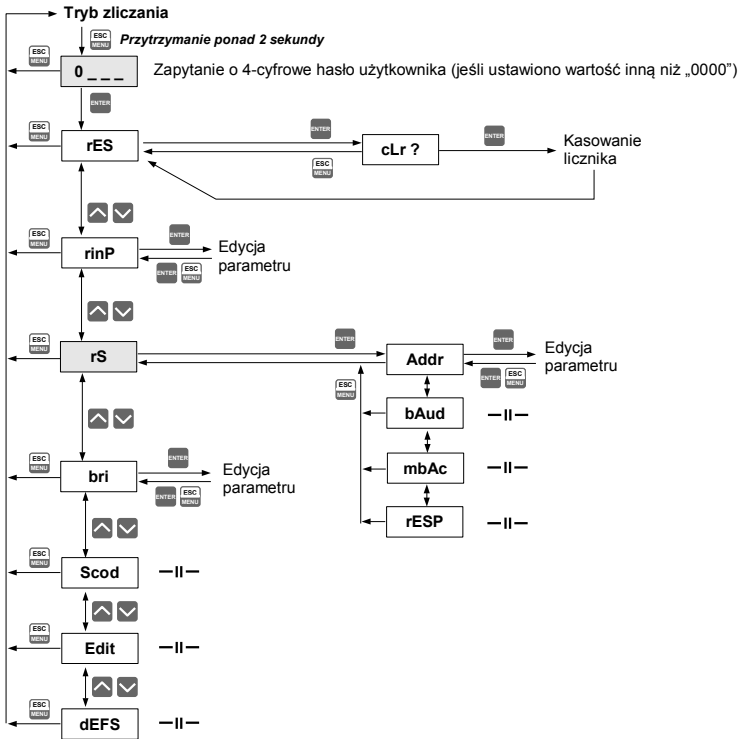 Tryb zliczania
ESC MENU
Przytrzymanie ponad 2 sekundy
ESC MENU
0 _ _ _
Zapytanie o 4-cyfrowe hasło użytkownika (jeśli ustawiono wartość inną niż „0000”)
ENTER
ESC MENU
rES
ENTER
ESC MENU
cLr ?
ENTER
Kasowanie
licznika
ESC MENU
rinP
ENTER
ENTER
ESC MENU
Edycja
parametru
ESC MENU
rS
ENTER
ESC MENU
Addr
ENTER
ENTER
ESC MENU
Edycja
parametru
bAud
—II—
mbAc
—II—
rESP
—II—
ESC MENU
bri
ENTER
ENTER
ESC MENU
Edycja
parametru
ESC MENU
Scod
—II—
ESC MENU
Edit
—II—
ESC MENU
dEFS
—II—